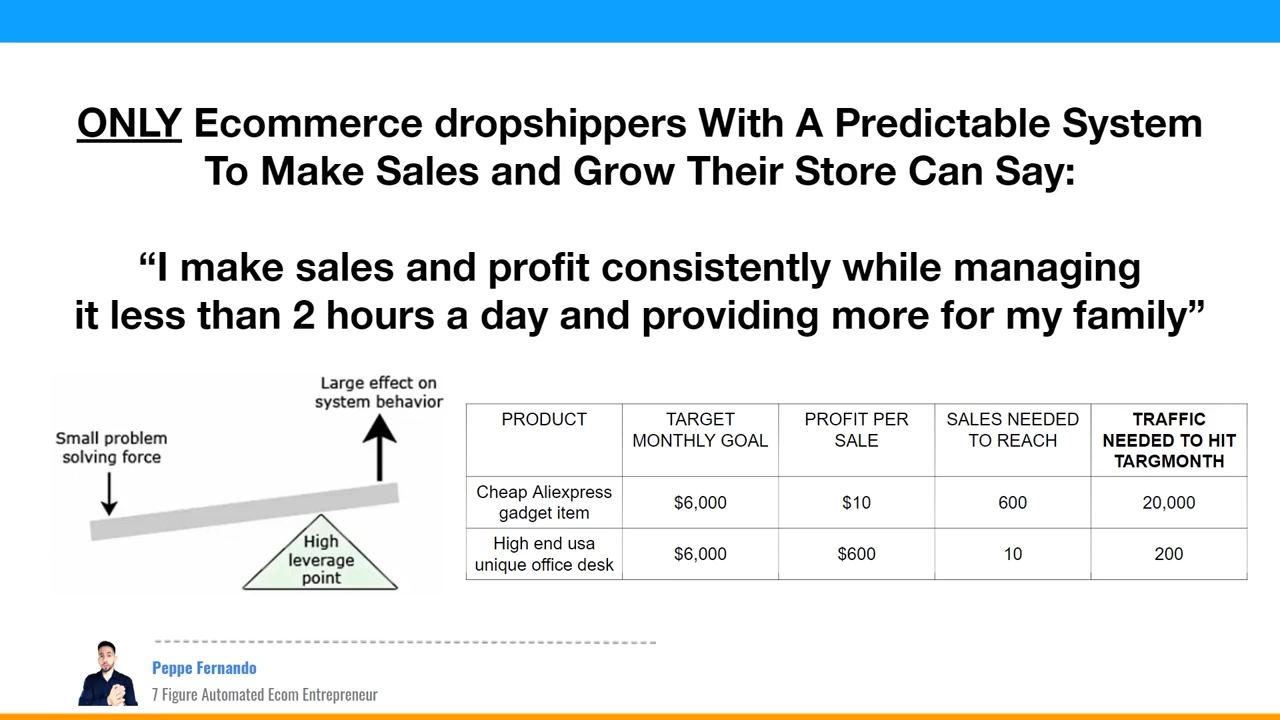 ONLY Ecommerce dropshippers With A Predictable System
To Make Sales and Grow Their Store Can Say:
“I make sales and profit consistently while managing
it less than 2 hours a day and providing more for my family”
Large effect on
system behavior
Small problem
solving force
High
leverage
point
PRODUCT
TARGET
MONTHLY GOAL
PROFIT PER
SALE
SALES NEEDED
TO REACH
TRAFFIC
NEEDED TO HIT
TARGMONTH
Cheap Aliexpress
gadget item
$6,000
$10
600
20,000
High end usa
unique office desk
$6,000
$600
10
200
Peppe Fernando
7 Figure Automated Ecom Entrepreneur